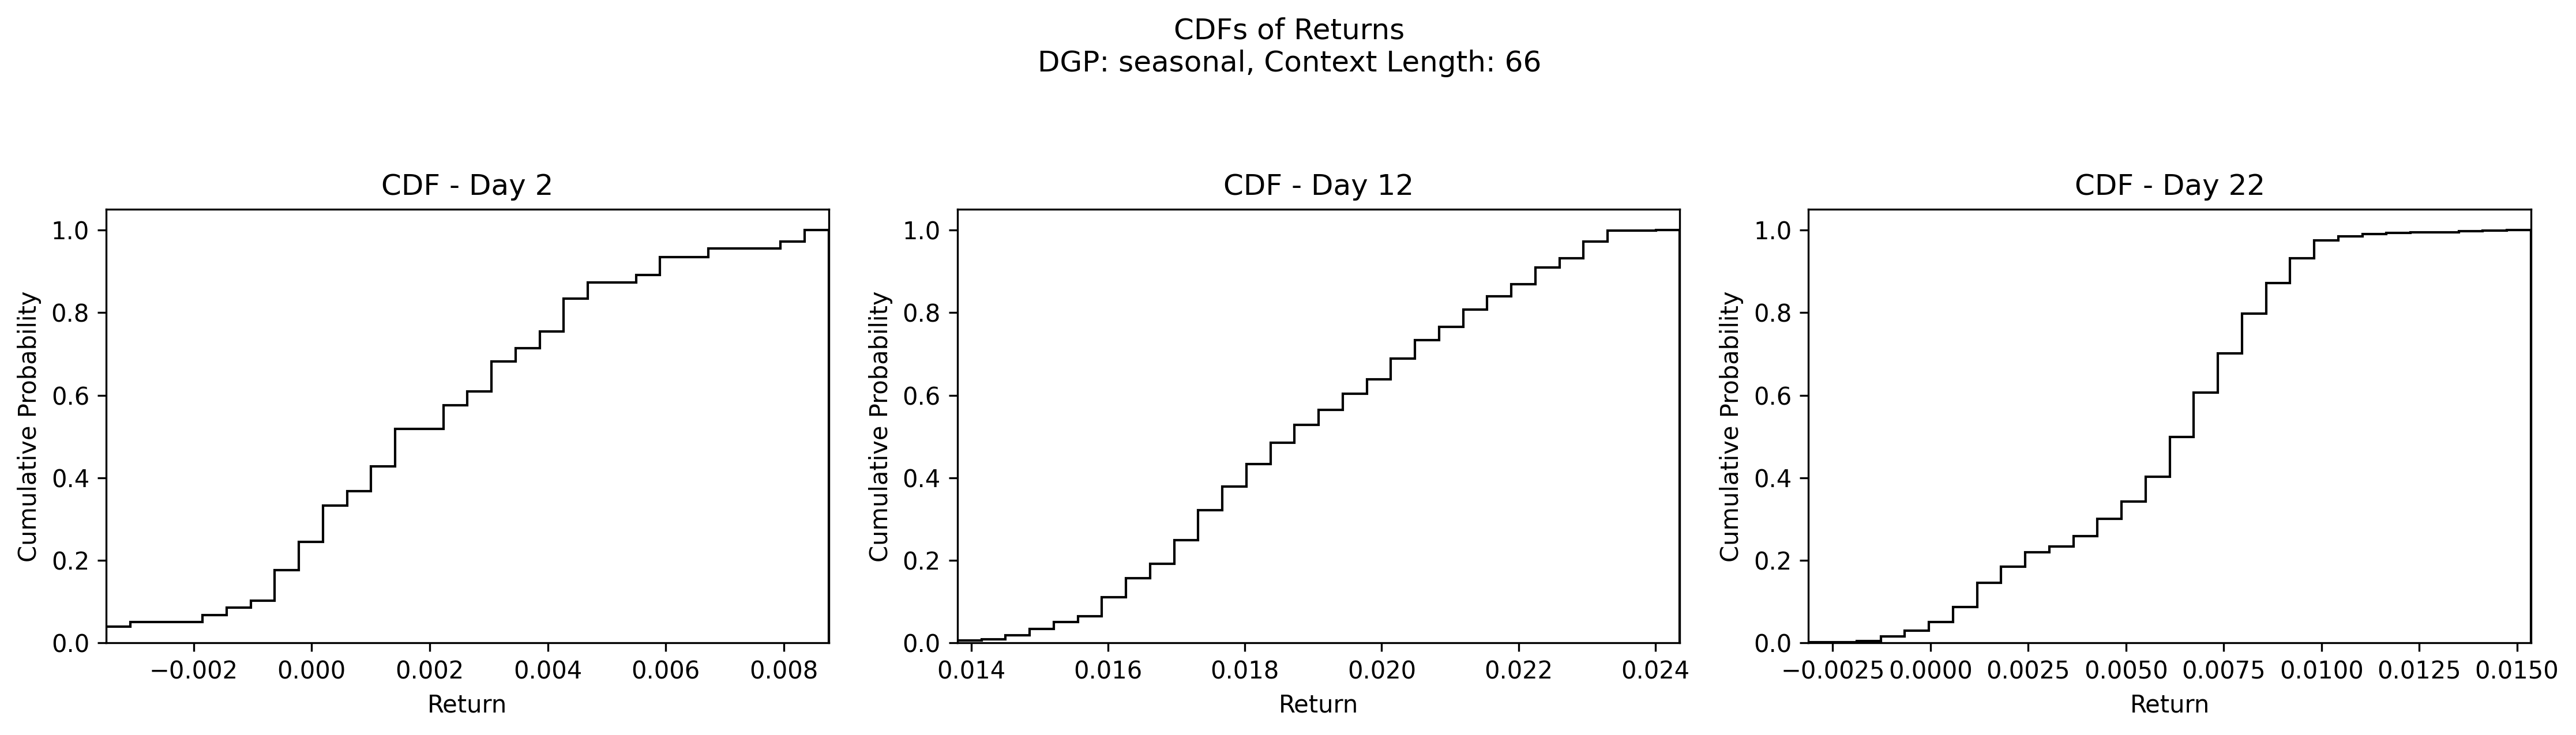 CDFs of Returns
DGP: seasonal, Context Length: 66
CDF - Day 2
1.0
0.8
0.6
0.4
0.2
0.0
Cumulative Probability
−0.002 0.000 0.002 0.004 0.006 0.008
Return
CDF - Day 12
1.0
0.8
0.6
0.4
0.2
0.0
Cumulative Probability
0.014 0.016 0.018 0.020 0.022 0.024
Return
CDF - Day 22
1.0
0.8
0.6
0.4
0.2
0.0
Cumulative Probability
−0.0025 0.0000 0.0025 0.0050 0.0075 0.0100 0.0125 0.0150
Return